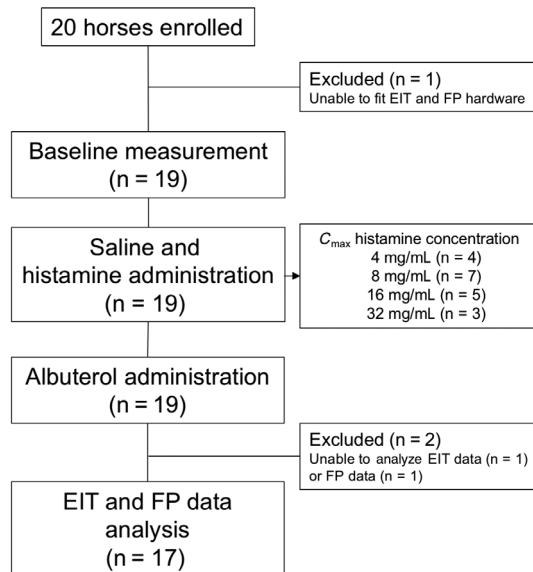 20 horses enrolled
Excluded (n = 1)
Unable to fit EIT and FP hardware
Baseline measurement
(n = 19)
Saline and
histamine administration
(n = 19)
Cmax histamine concentration
4 mg/mL (n = 4)
8 mg/mL (n = 7)
16 mg/mL (n = 5)
32 mg/mL (n = 3)
Albuterol administration
(n = 19)
Excluded (n = 2)
Unable to analyze EIT data (n = 1)
or FP data (n = 1)
EIT and FP data
analysis
(n = 17)